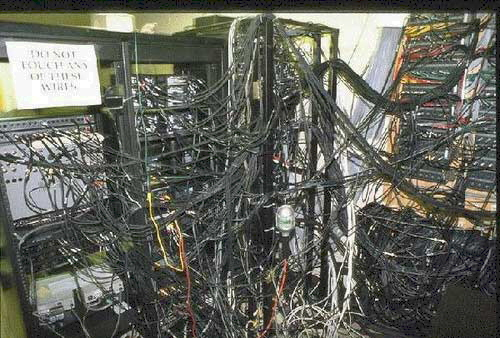 DO NOT
TOUCH ANY
OF THESE
WIRES